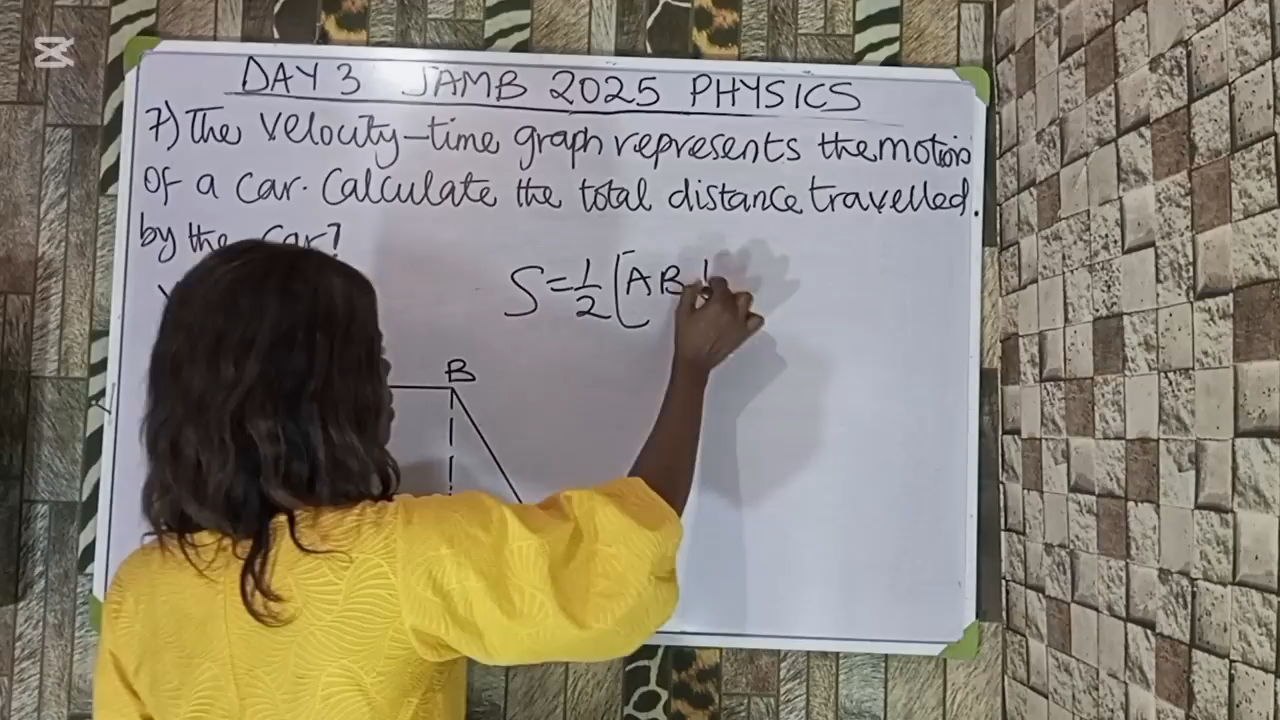 DAY 3 JAMB 2025 PHYSICS
7) The velocity-time graph represents the motion
of a car. Calculate the total distance travelled
by the car?
S=½[AB
B